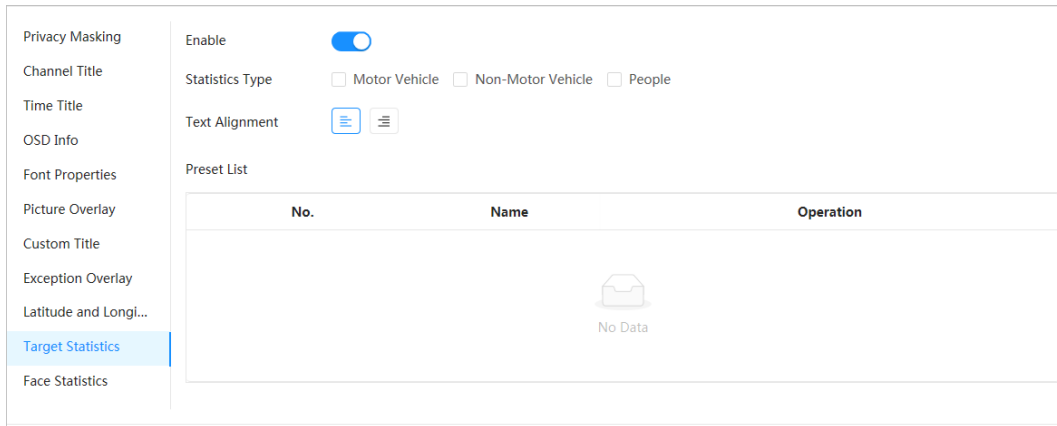 Privacy Masking
Channel Title
Time Title
OSD Info
Font Properties
Picture Overlay
Custom Title
Exception Overlay
Latitude and Longi...
Target Statistics
Face Statistics
Enable
Statistics Type Motor Vehicle Non-Motor Vehicle People
Text Alignment
Preset List
No. Name Operation
No Data